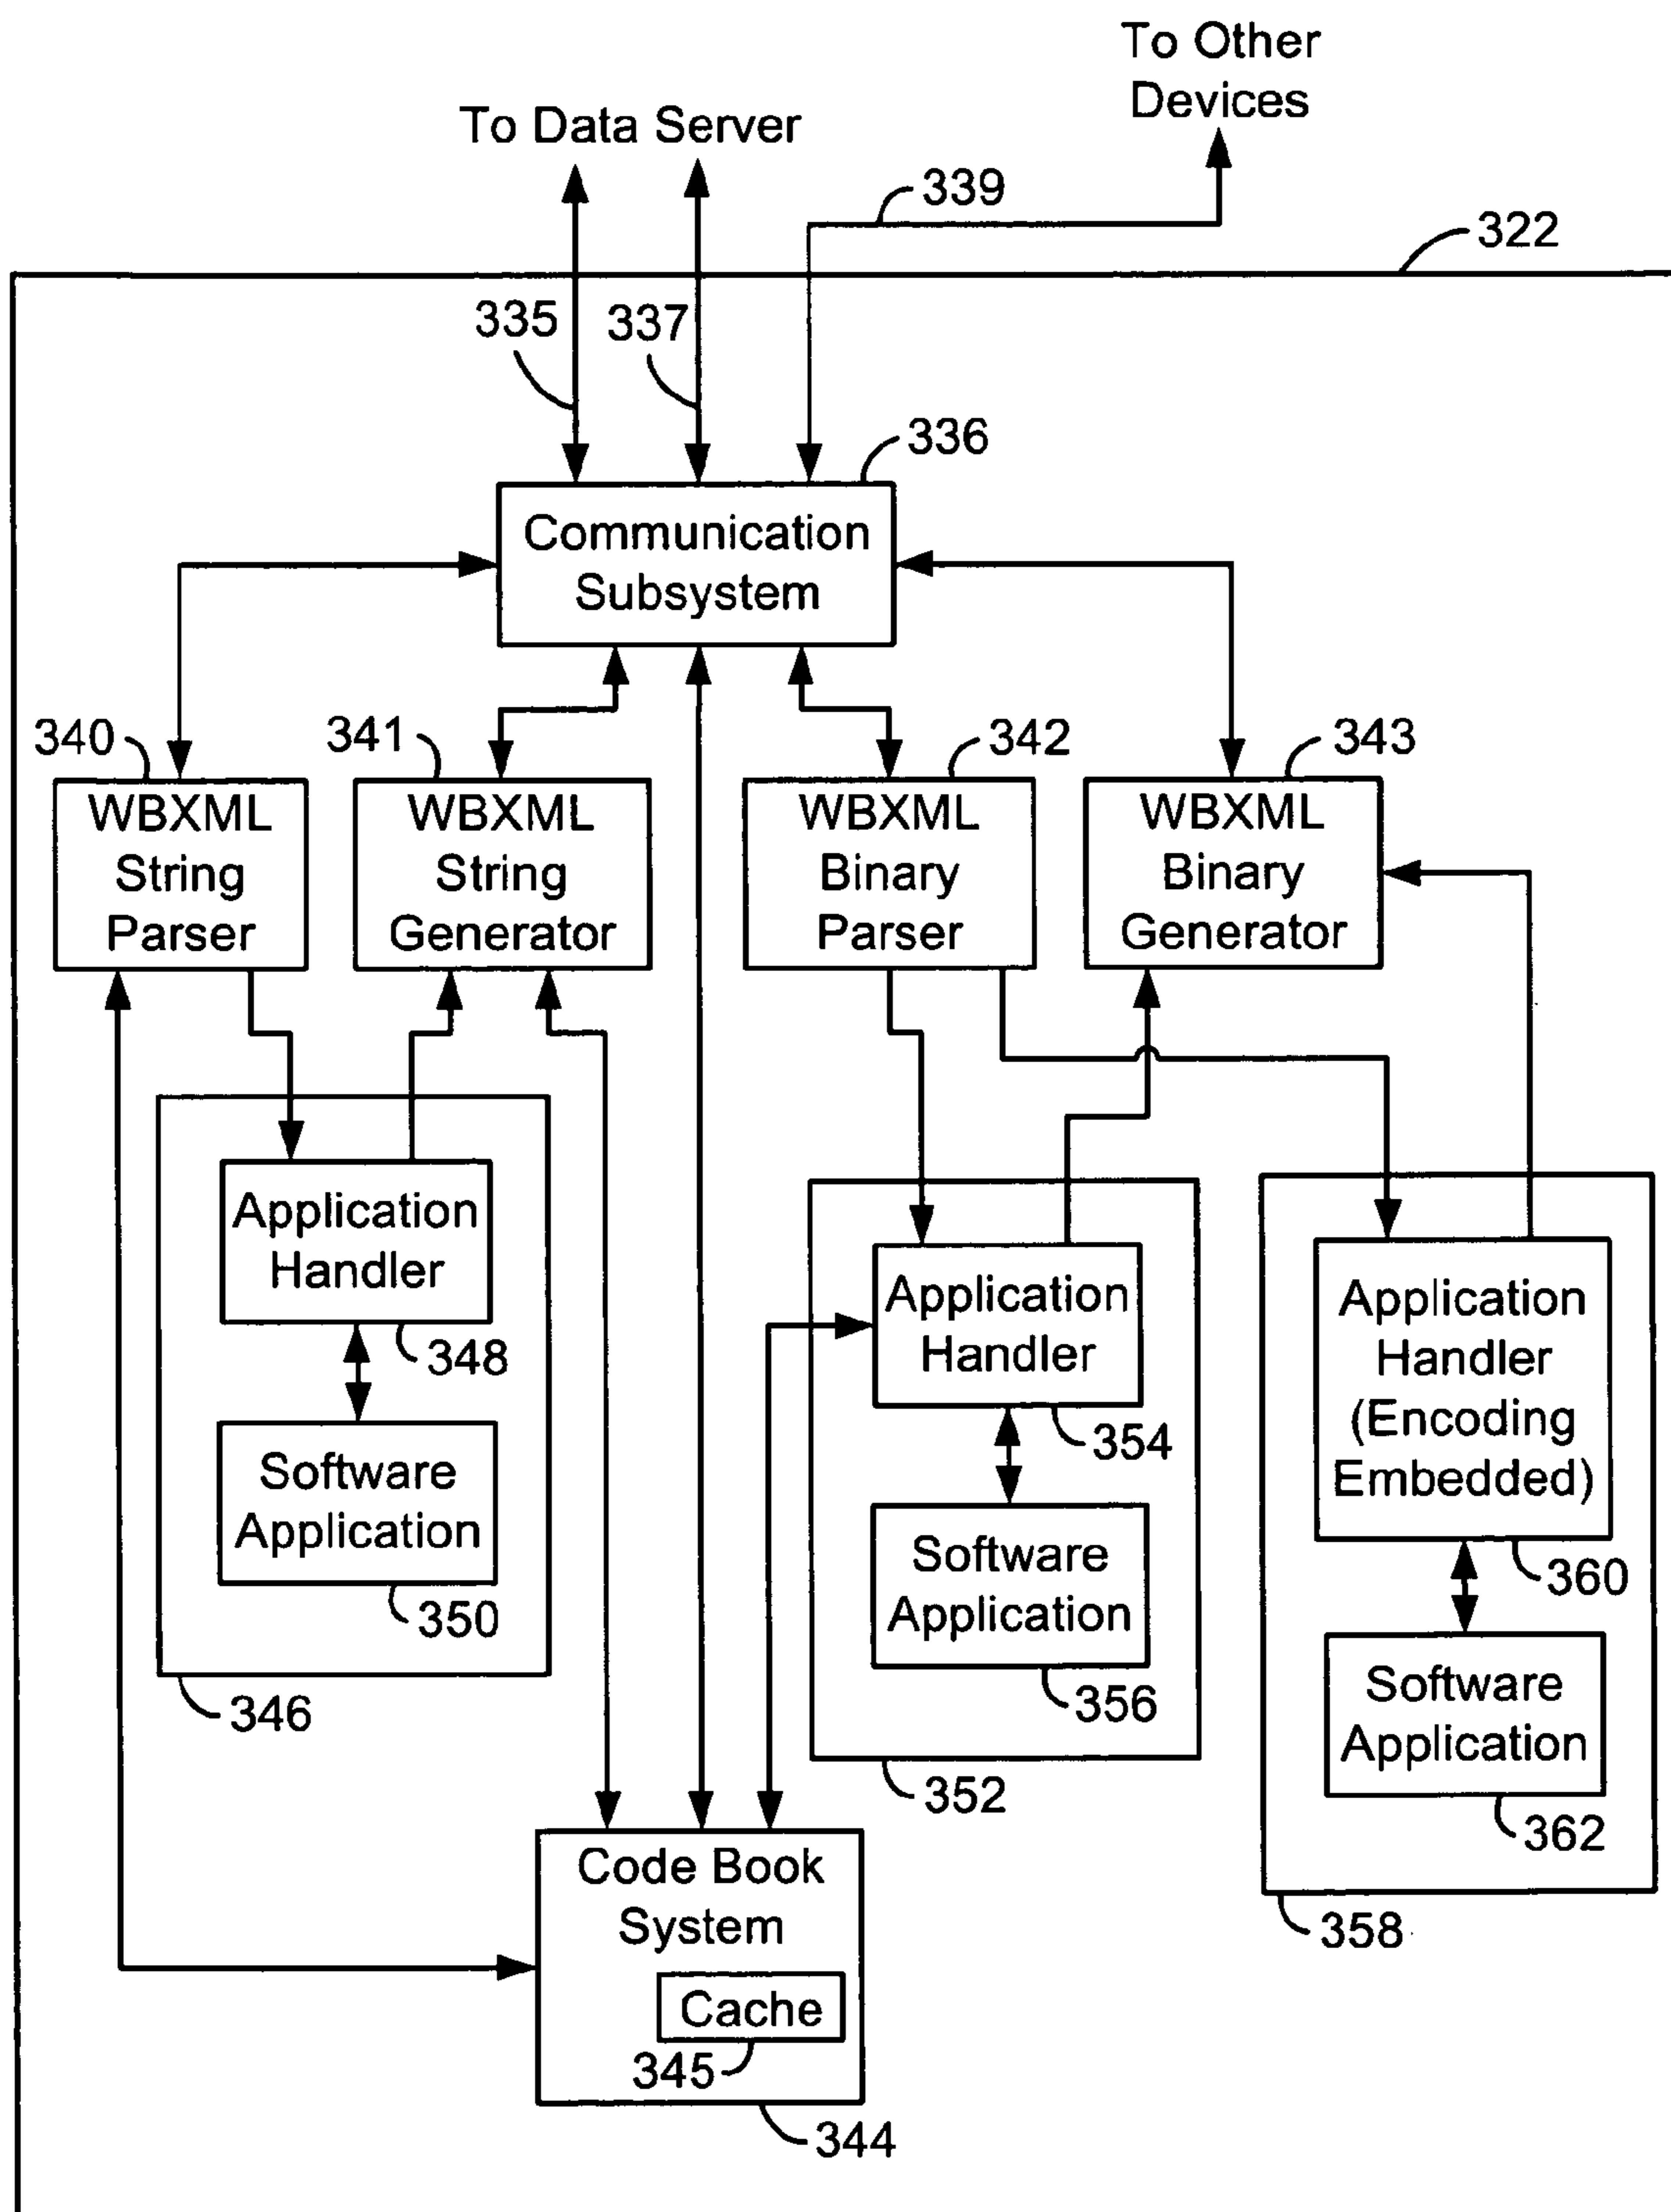 To Other
Devices
To Data Server
339
322
335
337
336
Communication
Subsystem
340
341
342
343
WBXML
String
Parser
WBXML
String
Generator
WBXML
Binary
Parser
WBXML
Binary
Generator
Application
Handler
348
Software
Application
350
346
Application
Handler
354
Software
Application
356
352
Application
Handler
(Encoding
Embedded)
360
Software
Application
362
358
Code Book
System
Cache
345
344